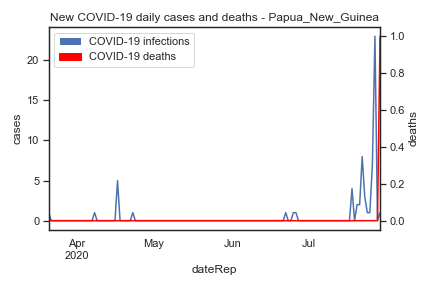 New COVID-19 daily cases and deaths - Papua_New_Guinea
COVID-19 infections
COVID-19 deaths
cases
20
15
10
5
0
deaths
1.0
0.8
0.6
0.4
0.2
0.0
Apr
2020
May
Jun
Jul
dateRep